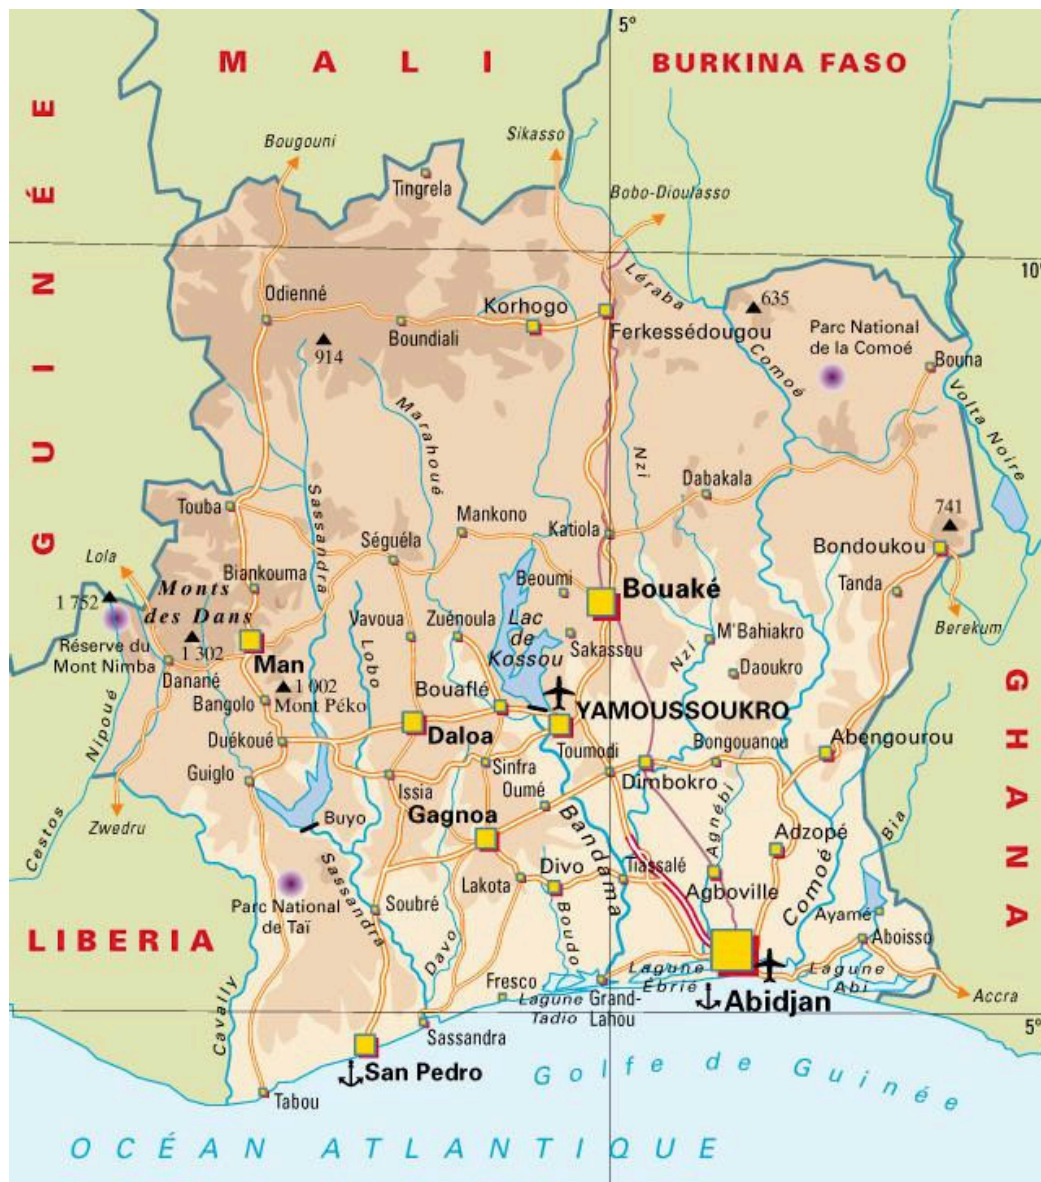 5°
MALI
BURKINA FASO
GUINÉE
Bougouni
Sikasso
Tingrela
Bobo-Dioulasso
10°
Léraba
635
Odienné
Korhogo
Ferkessédougou
Parc National
de la Comoé
914
Boundiali
Comoé
Bouna
Volta Noire
Marahoué
Nzi
Dabakala
Sassandra
Touba
Mankono
Katiola
741
Séguéla
Bondoukou
Lola
Biankouma
Beoumi
Bouaké
Tanda
1 752
Monts
des Dans
Réserve du
Mont Nimba
1 302
Vavoua
Zuénoula
Lac
de
Kossou
Sakassou
M'Bahiakro
Berekum
Nzi
Man
Lobo
Daoukro
Danané
1 002
Mont Péko
Bangolo
Bouaflé
YAMOUSSOUKRO
GHANA
Nipoué
Duékoué
Daloa
Toumodi
Bongouanou
Abengourou
Guiglo
Issia
Sinfra
Oumé
Dimbokro
Agnébi
Bia
Zwedru
Cestos
Buyo
Gagnoa
Bandama
Adzopé
Sassandra
Comoé
Divo
Tiassalé
Lakota
Agboville
Parc National
de Taï
Soubré
Boudo
Ayamé
LIBERIA
Davo
Aboisso
Fresco
Lagune
Ebrié
Lagune
Abi
Lagune
Tadio
Grand-
Lahou
Abidjan
Accra
Cavally
Sassandra
5°
San Pedro
Golfe de Guinée
Tabou
OCÉAN ATLANTIQUE